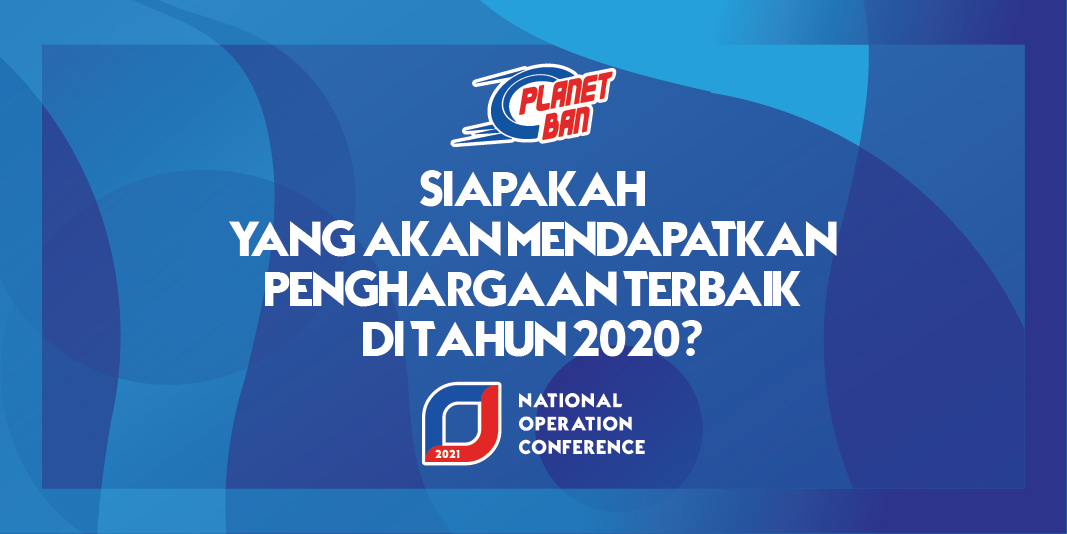 PLANET
BAN
SIAPAKAH
YANG AKAN MENDAPATKAN
PENGHARGAAN TERBAIK
DI TAHUN 2020?
2021
NATIONAL
OPERATION
CONFERENCE